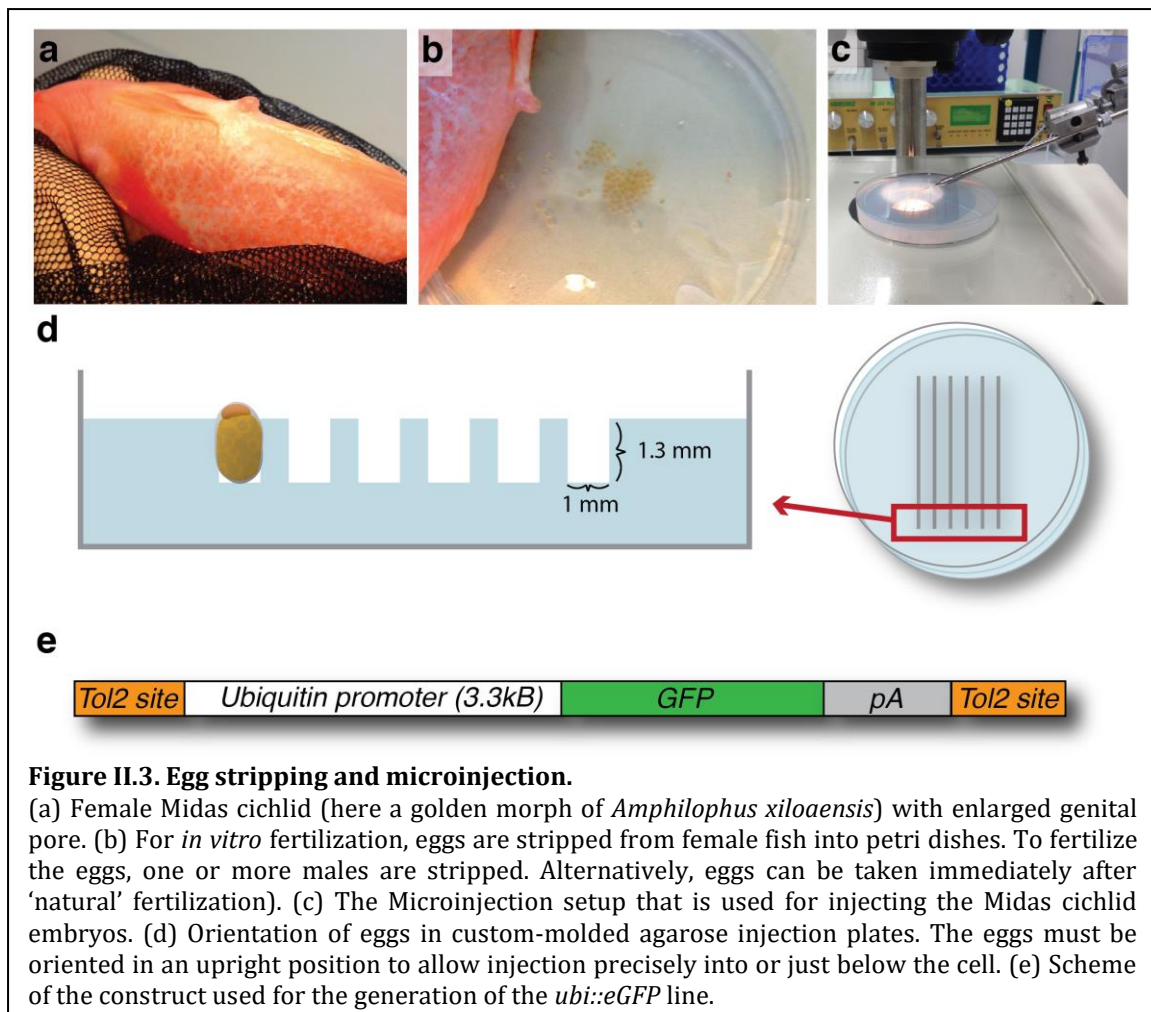 a
b
c
d
1.3 mm
1 mm
e
Tol2 site Ubiquitin promoter (3.3kB) GFP pA Tol2 site
Figure II.3. Egg stripping and microinjection.
(a) Female Midas cichlid (here a golden morph of Amphilophus xiloaensis) with enlarged genital
pore. (b) For in vitro fertilization, eggs are stripped from female fish into petri dishes. To fertilize
the eggs, one or more males are stripped. Alternatively, eggs can be taken immediately after
‘natural’ fertilization). (c) The Microinjection setup that is used for injecting the Midas cichlid
embryos. (d) Orientation of eggs in custom-molded agarose injection plates. The eggs must be
oriented in an upright position to allow injection precisely into or just below the cell. (e) Scheme
of the construct used for the generation of the ubi::eGFP line.